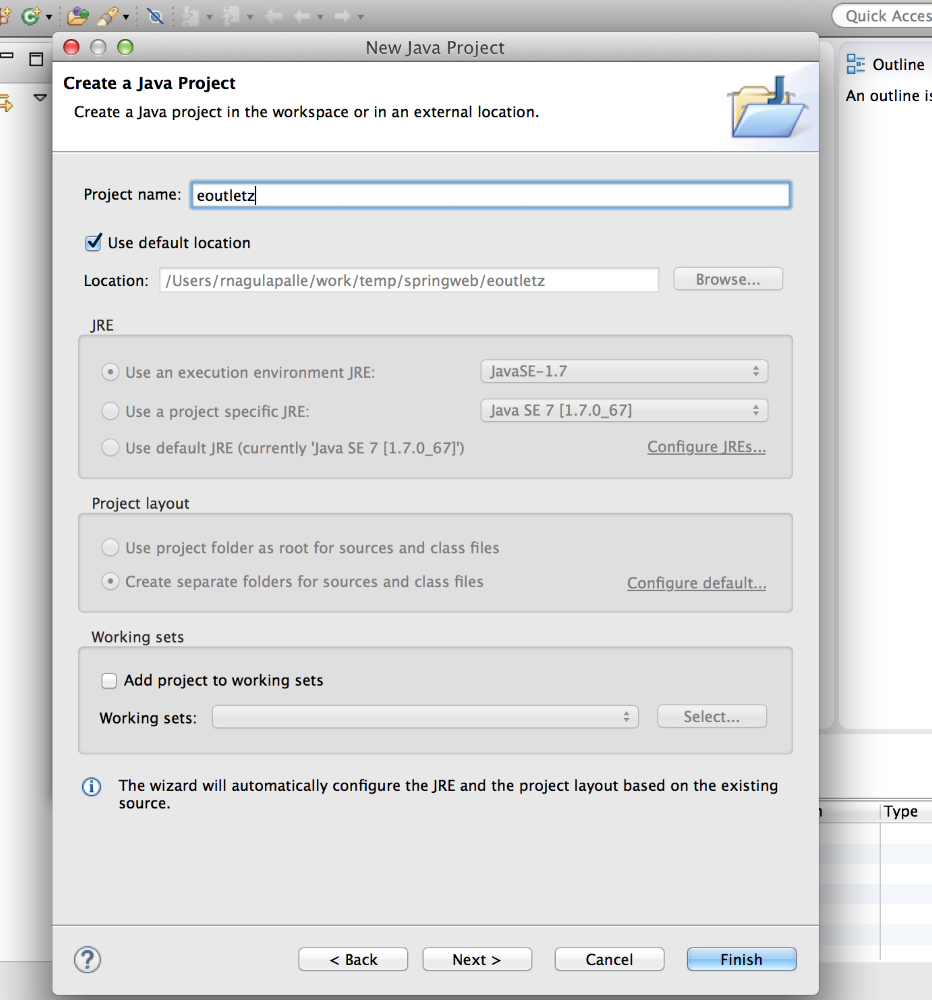 Quick Acces
New Java Project
Outline
Create a Java Project
Create a Java project in the workspace or in an external location.
An outline is
Project name: eoutletz
Use default location
Location: /Users/rnagulapalle/work/temp/springweb/eoutletz Browse...
JRE
Use an execution environment JRE: JavaSE-1.7
Use a project specific JRE: Java SE 7 [1.7.0_67]
Use default JRE (currently 'Java SE 7 [1.7.0_67]') Configure JREs...
Project layout
Use project folder as root for sources and class files
Create separate folders for sources and class files Configure default...
Working sets
Add project to working sets
Working sets: Select...
The wizard will automatically configure the JRE and the project layout based on the existing
source.
Type
< Back Next > Cancel Finish